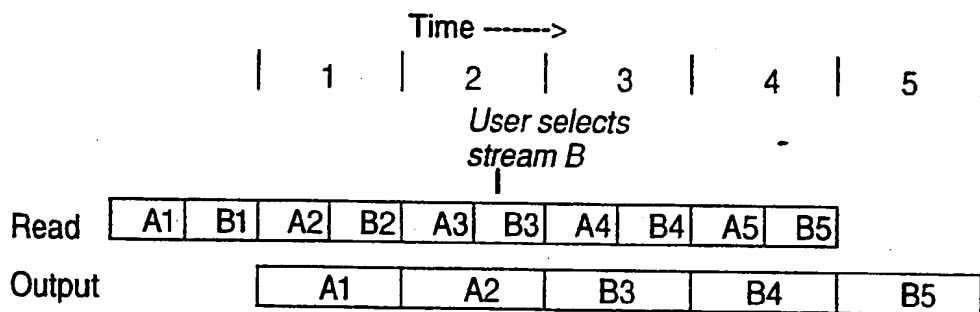 Time ------->
| 1 | 2 | 3 | 4 | 5
User selects
stream B
Read A1 B1 A2 B2 A3 B3 A4 B4 A5 B5
Output A1 A2 B3 B4 B5